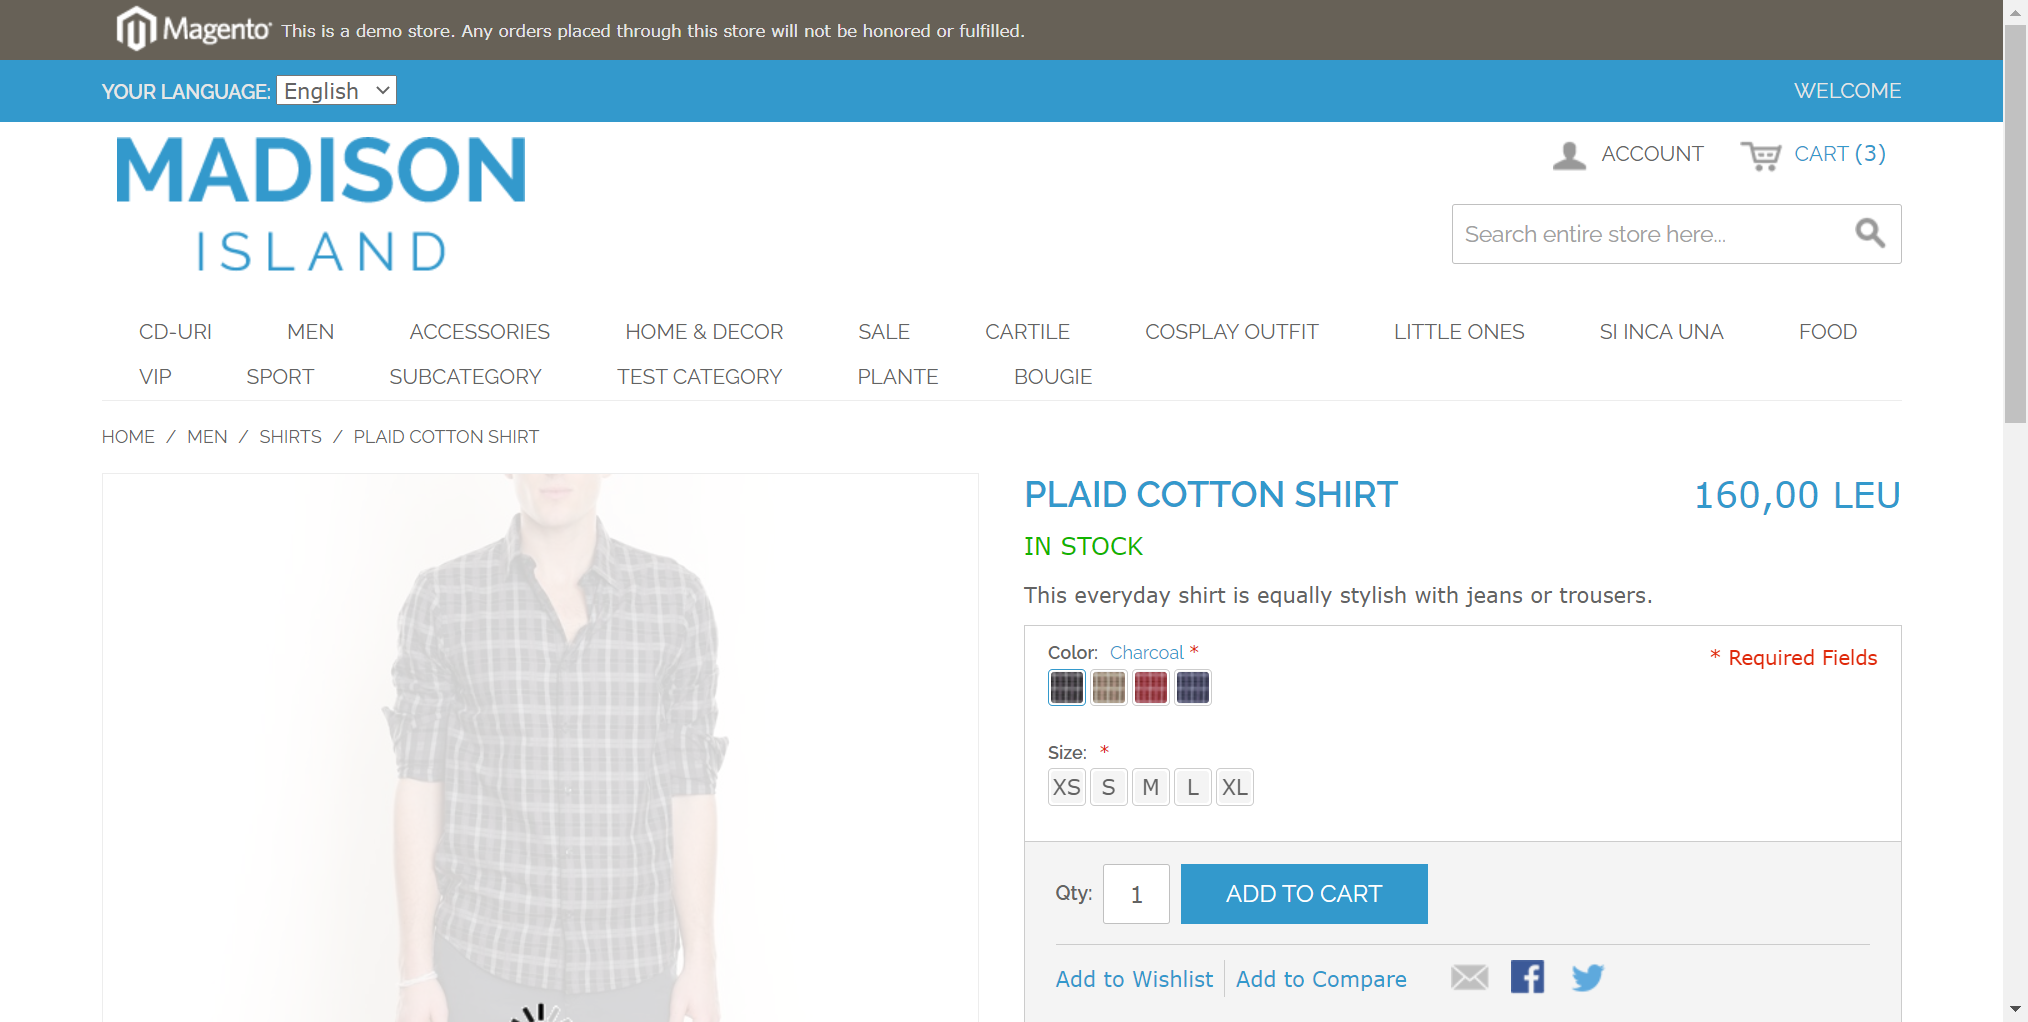 Magento This is a demo store. Any orders placed through this store will not be honored or fulfilled.
YOUR LANGUAGE: English WELCOME
MADISON
ISLAND
ACCOUNT CART (3)
Search entire store here...
CD-URI MEN ACCESSORIES HOME & DECOR SALE CARTILE COSPLAY OUTFIT LITTLE ONES SI INCA UNA FOOD
VIP SPORT SUBCATEGORY TEST CATEGORY PLANTE BOUGIE
HOME / MEN / SHIRTS / PLAID COTTON SHIRT
PLAID COTTON SHIRT 160,00 LEU
IN STOCK
This everyday shirt is equally stylish with jeans or trousers.
Color: Charcoal *
* Required Fields
Size: *
XS S M L XL
Qty: 1 ADD TO CART
Add to Wishlist Add to Compare